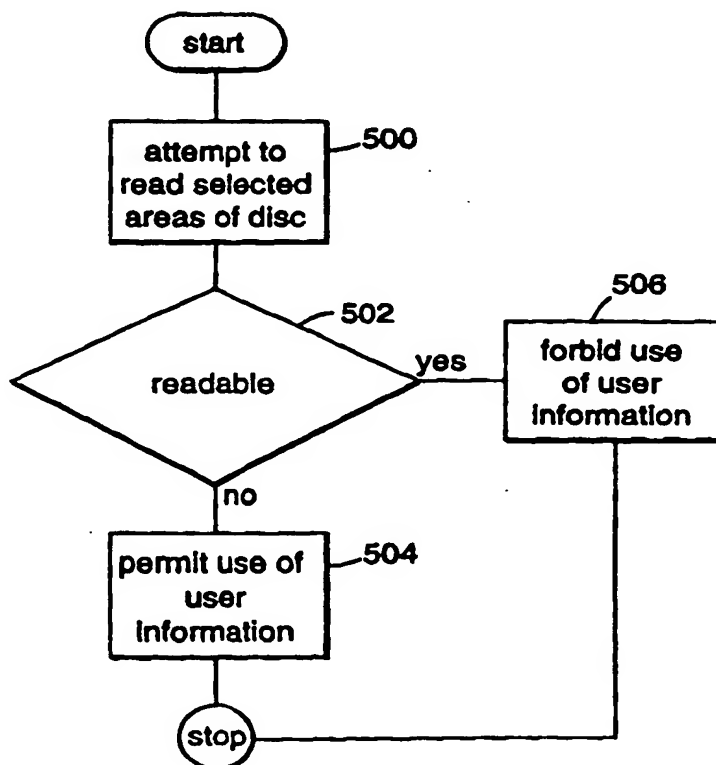 start
attempt to
read selected
areas of disc
500
502
readable
yes
506
forbid use
of user
information
no
permit use of
user
information
504
stop